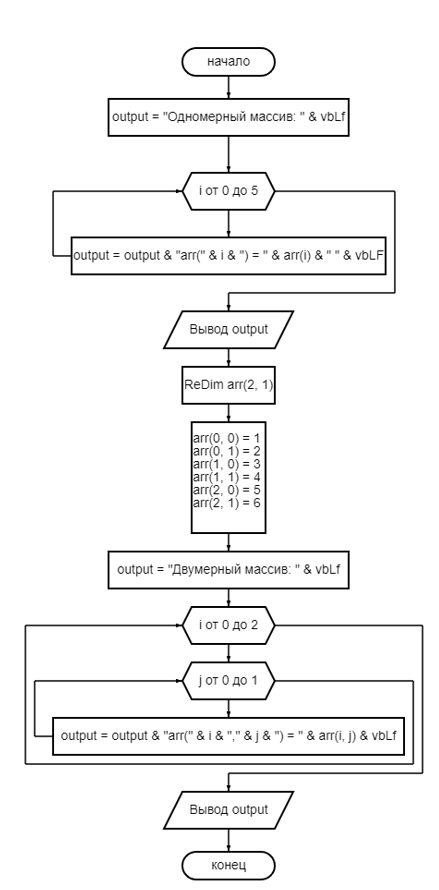 начало
output = "Одномерный массив: " & vbLf
i от 0 до 5
output = output & "arr(" & i & ") = " & arr(i) & " " & vbLF
Вывод output
ReDim arr(2, 1)
arr(0, 0) = 1
arr(0, 1) = 2
arr(1, 0) = 3
arr(1, 1) = 4
arr(2, 0) = 5
arr(2, 1) = 6
output = "Двумерный массив: " & vbLf
i от 0 до 2
j от 0 до 1
output = output & "arr(" & i & "," & j & ") = " & arr(i, j) & vbLf
Вывод output
конец